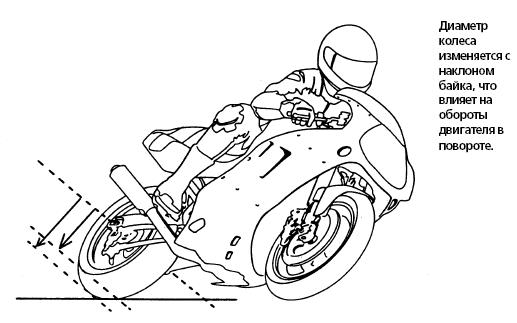 Диаметр
колеса
изменяется с
наклоном
байка, что
влияет на
обороты
двигателя в
повороте.